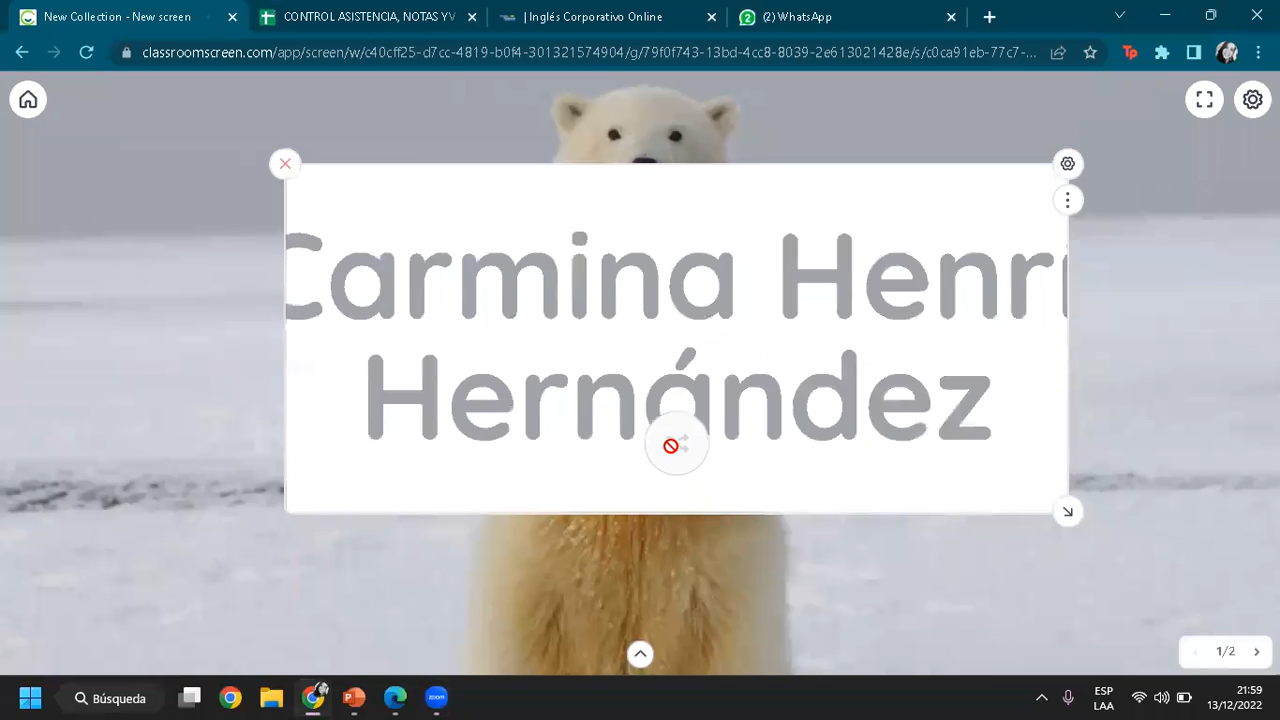 New Collection - New screen
CONTROL ASISTENCIA, NOTAS YV
| Inglés Corporativo Online
(2) WhatsApp
classroomscreen.com/app/screen/w/c40cff25-d7cc-4819-b0f4-301321574904/g/79f0f743-13bd-4cc8-8039-2e613021428e/s/c0ca91eb-77c7-...
Carmina Henr
Hernández
1/2
Búsqueda
zoom
ESP
LAA
21:59
13/12/2022